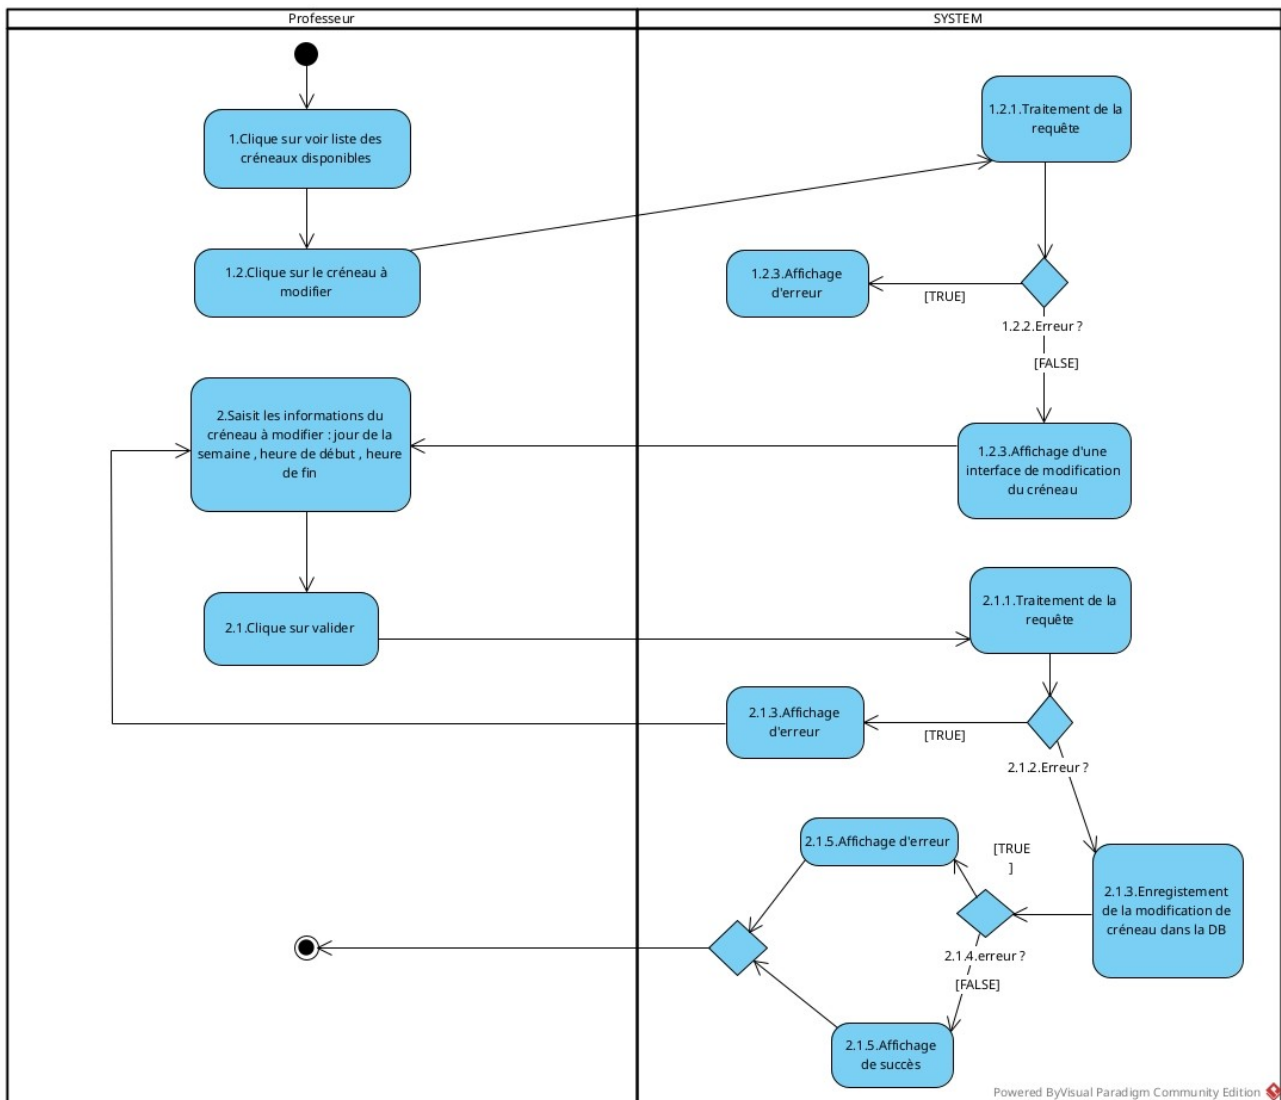 Professeur
SYSTEM
1.Clique sur voir liste des
créneaux disponibles
1.2.1.Traitement de la
requête
1.2.Clique sur le créneau à
modifier
1.2.3.Affichage
d'erreur
[TRUE]
1.2.2.Erreur ?
[FALSE]
2.Saisit les informations du
créneau à modifier : jour de la
semaine , heure de début , heure
de fin
1.2.3.Affichage d'une
interface de modification
du créneau
2.1.Clique sur valider
2.1.1.Traitement de la
requête
2.1.3.Affichage
d'erreur
[TRUE]
2.1.2.Erreur ?
2.1.5.Affichage d'erreur
[TRUE
]
2.1.3.Enregistement
de la modification de
créneau dans la DB
2.1.4.erreur ?
[FALSE]
2.1.5.Affichage
de succès
Powered ByVisual Paradigm Community Edition